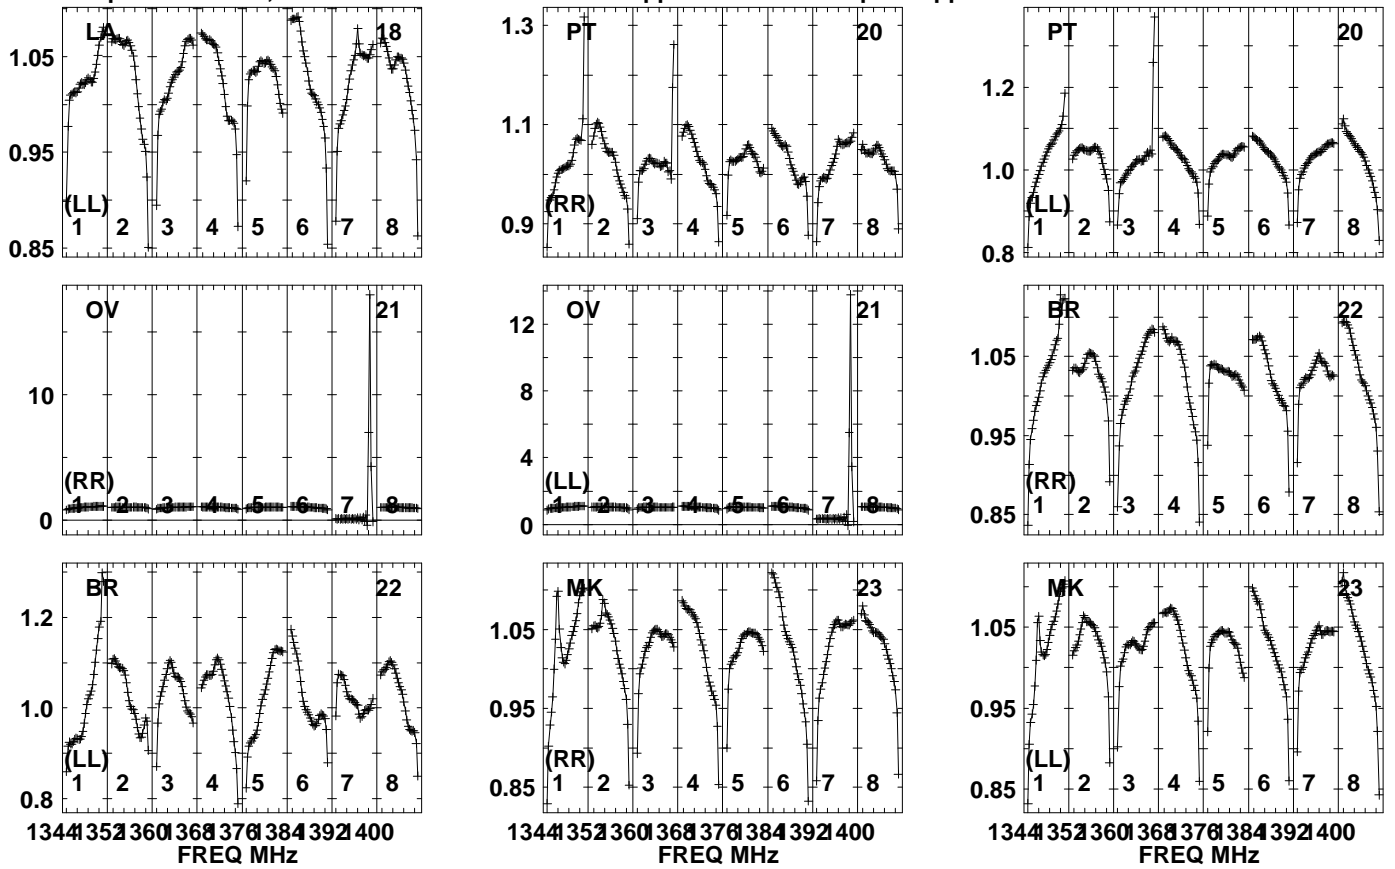 LA 18
1.05
0.95
0.85
(LL)
1 2 3 4 5 6 7 8
PT 20
1.3
1.1
0.9
(RR)
1 2 3 4 5 6 7 8
PT 20
1.2
1.0
0.8
(LL)
1 2 3 4 5 6 7 8
OV 21
10
0
(RR)
1 2 3 4 5 6 7 8
OV 21
12
8
4
0
(LL)
1 2 3 4 5 6 7 8
BR 22
1.05
0.95
0.85
(RR)
1 2 3 4 5 6 7 8
BR 22
1.2
1.0
0.8
(LL)
1 2 3 4 5 6 7 8
1344 1352 1360 1368 1376 1384 1392 1400
FREQ MHz
MK 23
1.05
0.95
0.85
(RR)
1 2 3 4 5 6 7 8
1344 1352 1360 1368 1376 1384 1392 1400
FREQ MHz
MK 23
1.05
0.95
0.85
(LL)
1 2 3 4 5 6 7 8
1344 1352 1360 1368 1376 1384 1392 1400
FREQ MHz